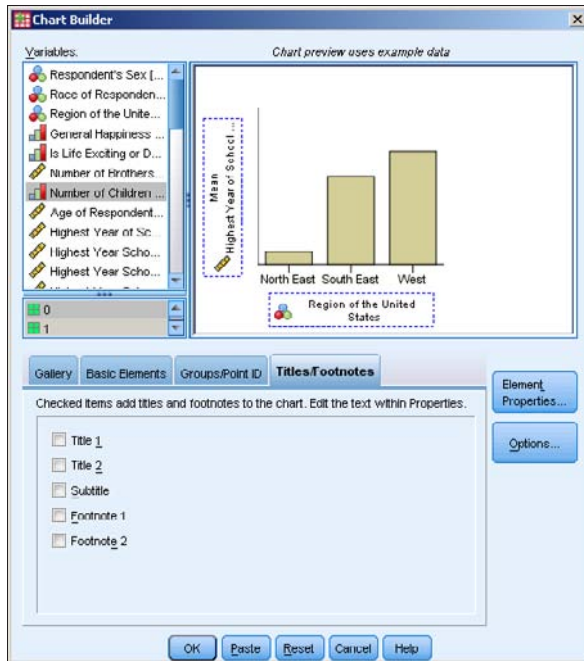 Chart Builder
Variables:
Chart preview uses example data
Respondent's Sex [...
Race of Responden...
Region of the Unite...
General Happiness ...
Is Life Exciting or D...
Number of Brothers...
Number of Children ...
Age of Respondent...
Highest Year of Sc...
Highest Year Scho...
Highest Year Scho...
0
1
Mean
Highest Year of School ...
North East South East West
Region of the United
States
Gallery Basic Elements Groups/Point ID Titles/Footnotes
Checked items add titles and footnotes to the chart. Edit the text within Properties.
Title 1
Title 2
Subtitle
Footnote 1
Footnote 2
Element
Properties...
Options...
OK Paste Reset Cancel Help